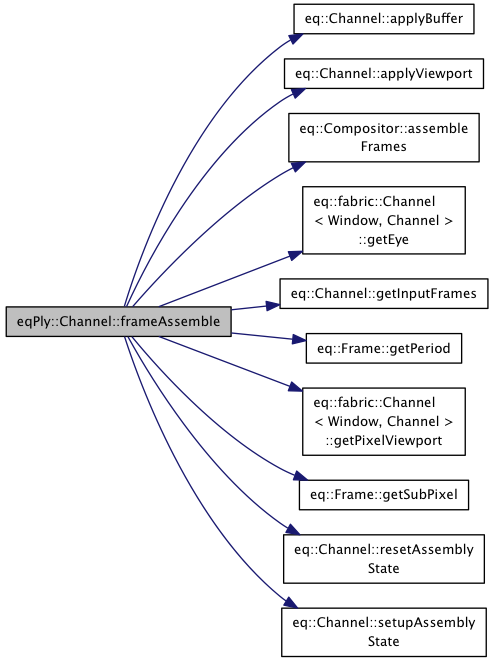 eq::Channel::applyBuffer
eq::Channel::applyViewport
eq::Compositor::assemble
Frames
eq::fabric::Channel
< Window, Channel >
::getEye
eq::Channel::getInputFrames
eqPly::Channel::frameAssemble
eq::Frame::getPeriod
eq::fabric::Channel
< Window, Channel >
::getPixelViewport
eq::Frame::getSubPixel
eq::Channel::resetAssembly
State
eq::Channel::setupAssembly
State